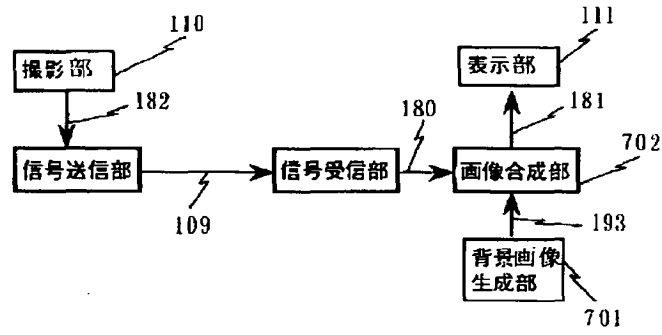 110
111
撮影部
表示部
182
180
181
702
信号送信部
信号受信部
画像合成部
109
193
背景画像
生成部
701